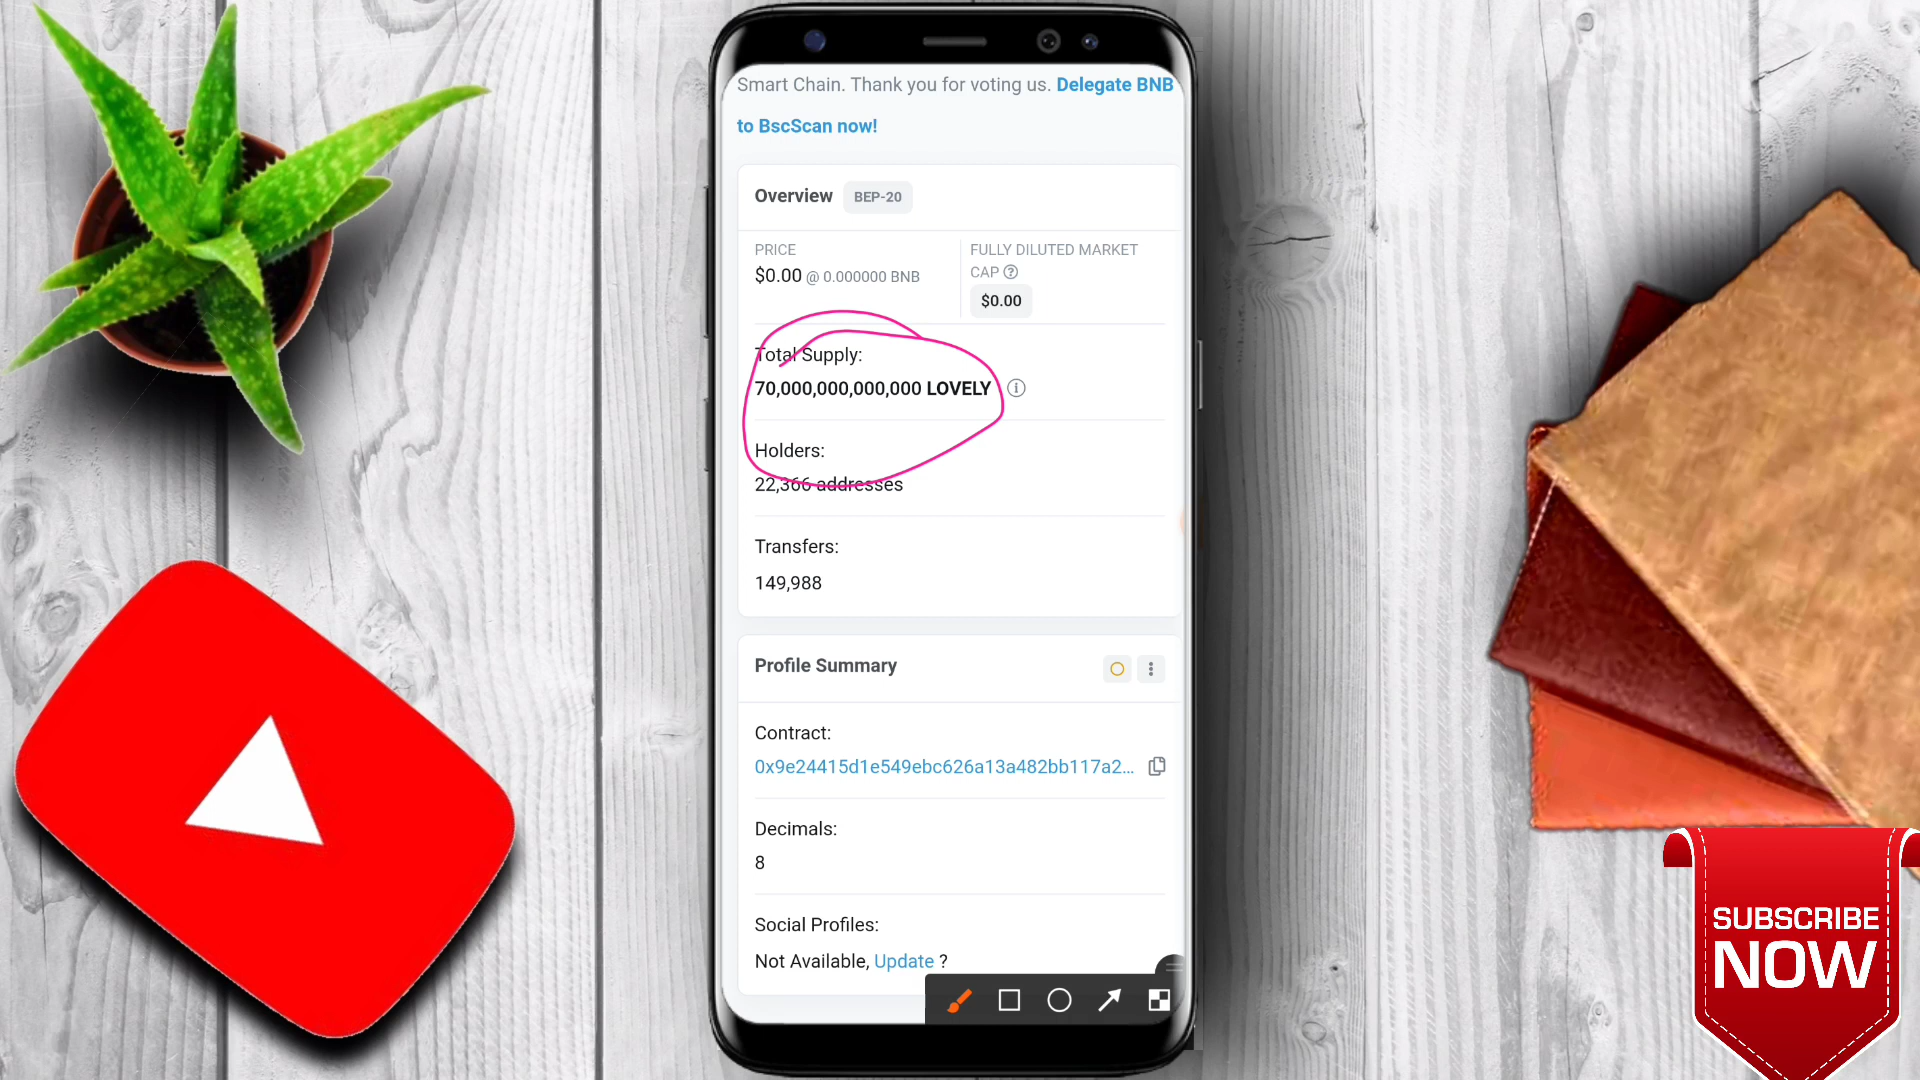 Smart Chain. Thank you for voting us. Delegate BNB
to BscScan now!
Overview BEP-20
PRICE
$0.00 @ 0.000000 BNB
FULLY DILUTED MARKET
CAP
$0.00
Total Supply:
70,000,000,000,000 LOVELY
Holders:
22,366 addresses
Transfers:
149,988
Profile Summary
Contract:
0x9e24415d1e549ebc626a13a482bb117a2...
Decimals:
8
Social Profiles:
Not Available, Update ?
SUBSCRIBE
NOW